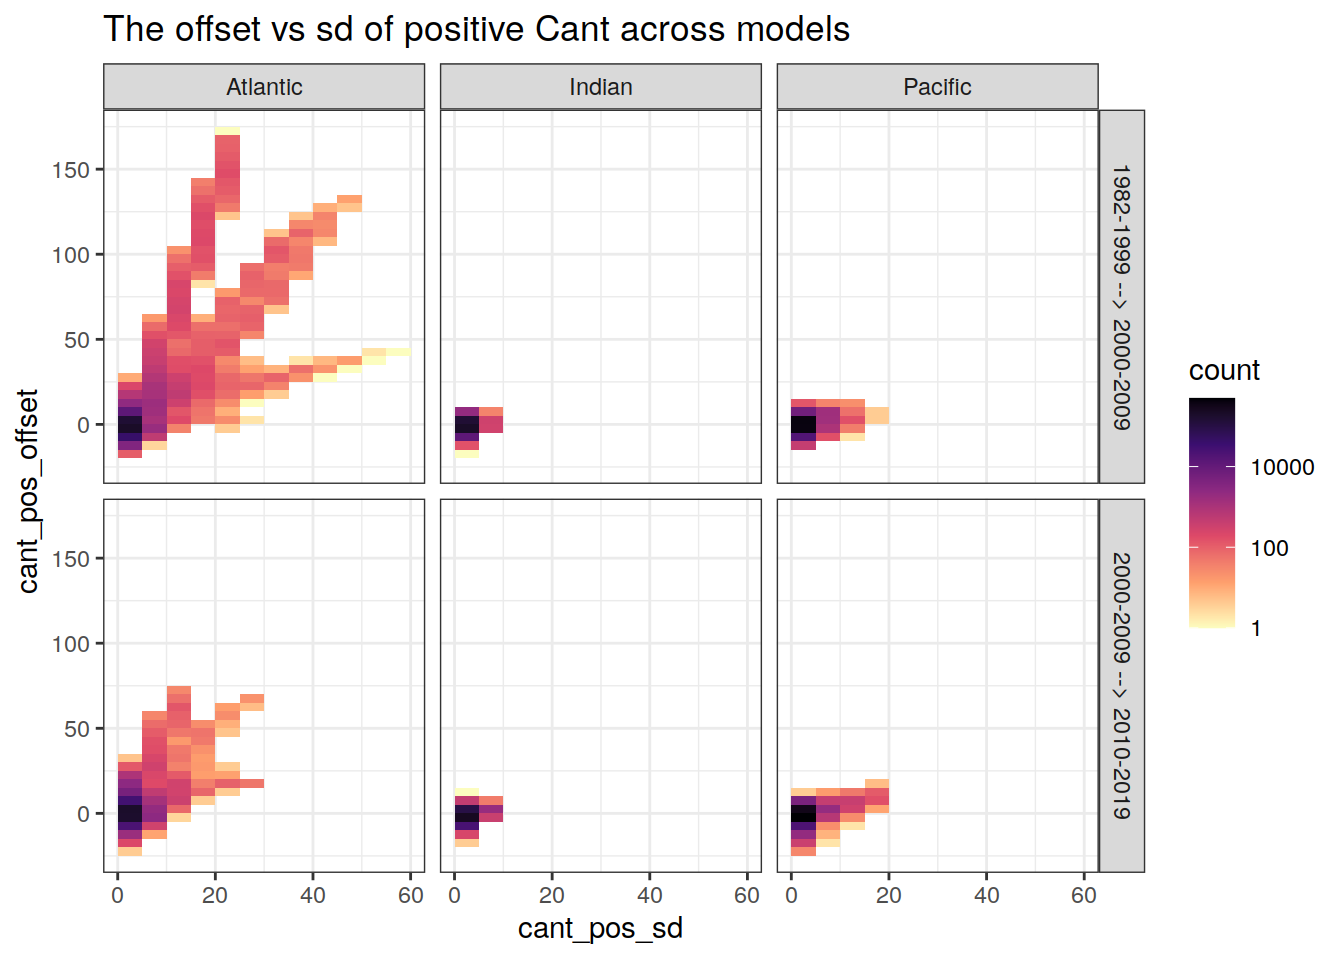 The offset vs sd of positive Cant across models
Atlantic
Indian
Pacific
cant_pos_offset
150
100
50
0
1982-1999 --> 2000-2009
150
100
50
0
2000-2009 --> 2010-2019
0 20 40 60
0 20 40 60
0 20 40 60
cant_pos_sd
count
10000
100
1